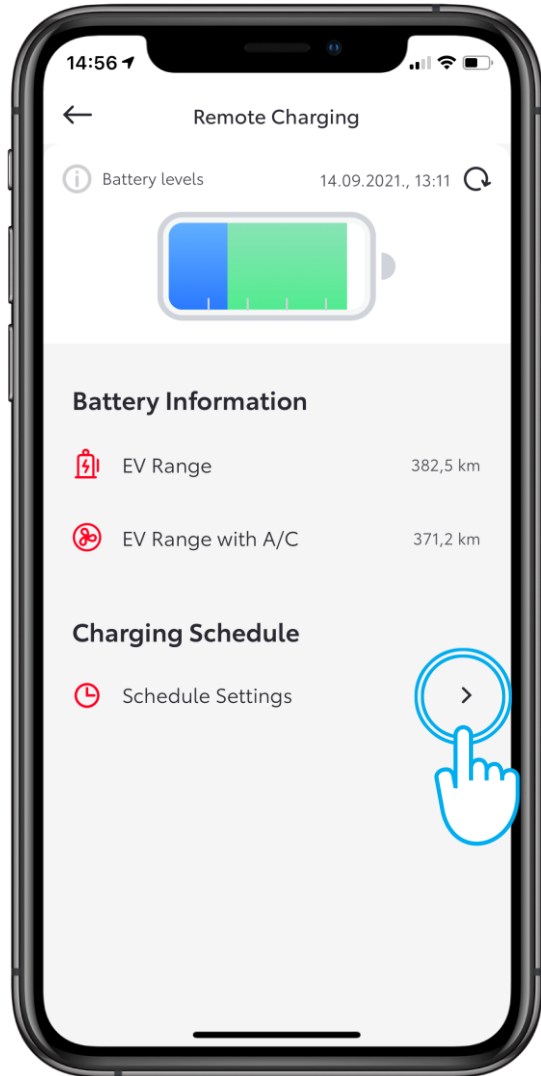 14:56
Remote Charging
Battery levels 14.09.2021., 13:11
Battery Information
EV Range 382,5 km
EV Range with A/C 371,2 km
Charging Schedule
Schedule Settings